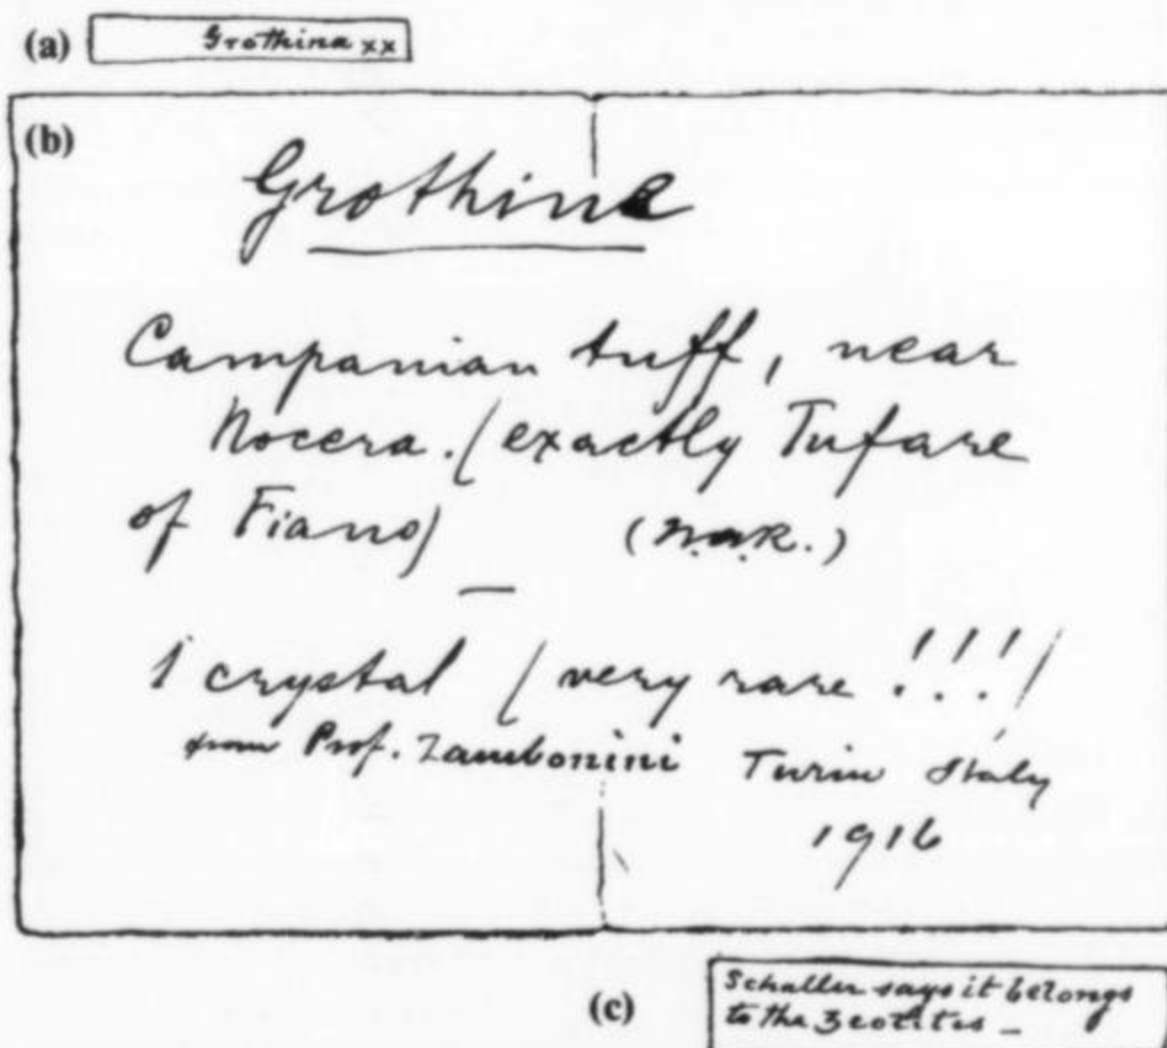 (a) Grothina xx
(b)
Grothine
Campanian tuff, near
Nocera. (exactly Tufare
of Fiano) (n.a.R.)
—
1 crystal (very rare !!!)
from Prof. Zambonini Turin Italy
1916
(c) Schaller says it belongs
to the zeolites —